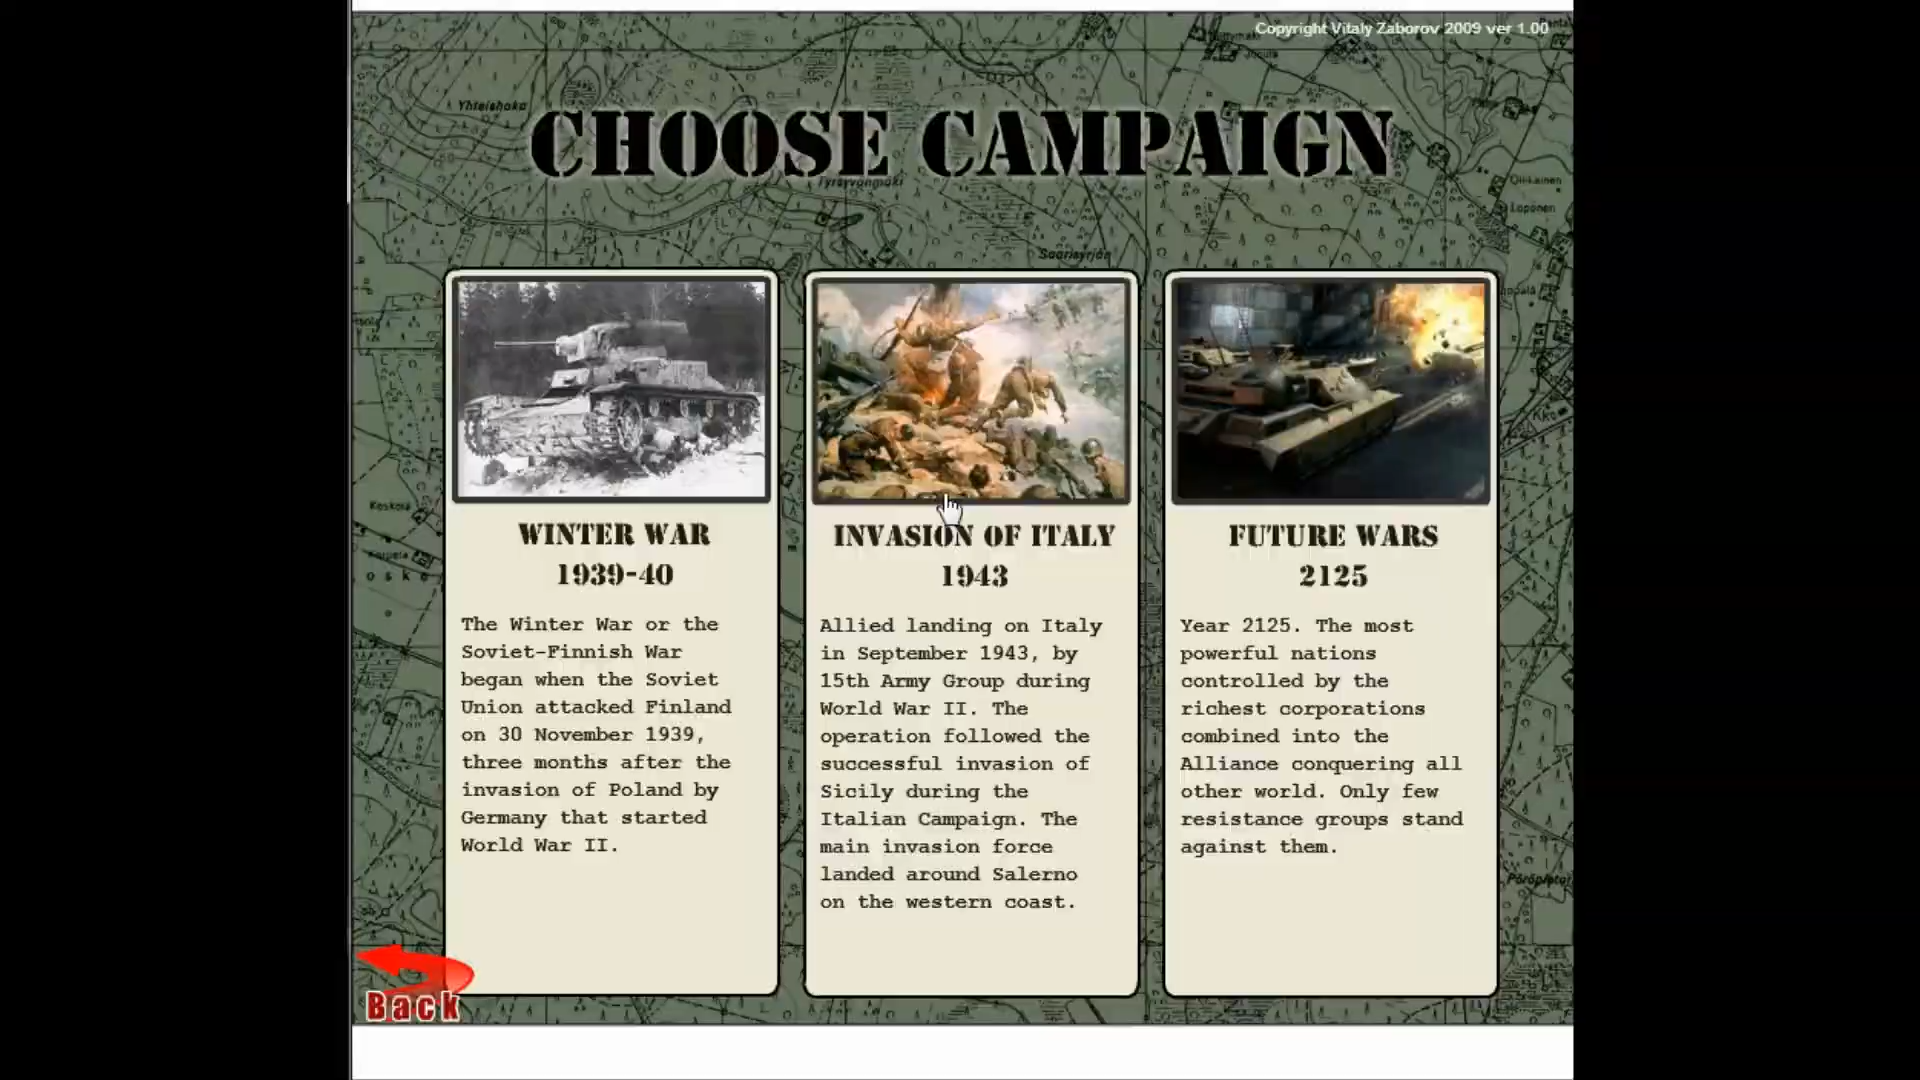 Copyright Vitaly Zaborov 2009 ver 1.00
Yhteishaka
CHOOSE CAMPAIGN
Tyräyvänmäki
Loponen
Saarisyrjän
WINTER WAR
1939-40
The Winter War or the
Soviet-Finnish War
began when the Soviet
Union attacked Finland
on 30 November 1939,
three months after the
invasion of Poland by
Germany that started
World War II.
INVASION OF ITALY
1943
Allied landing on Italy
in September 1943, by
15th Army Group during
World War II. The
operation followed the
successful invasion of
Sicily during the
Italian Campaign. The
main invasion force
landed around Salerno
on the western coast.
FUTURE WARS
2125
Year 2125. The most
powerful nations
controlled by the
richest corporations
combined into the
Alliance conquering all
other world. Only few
resistance groups stand
against them.
Back